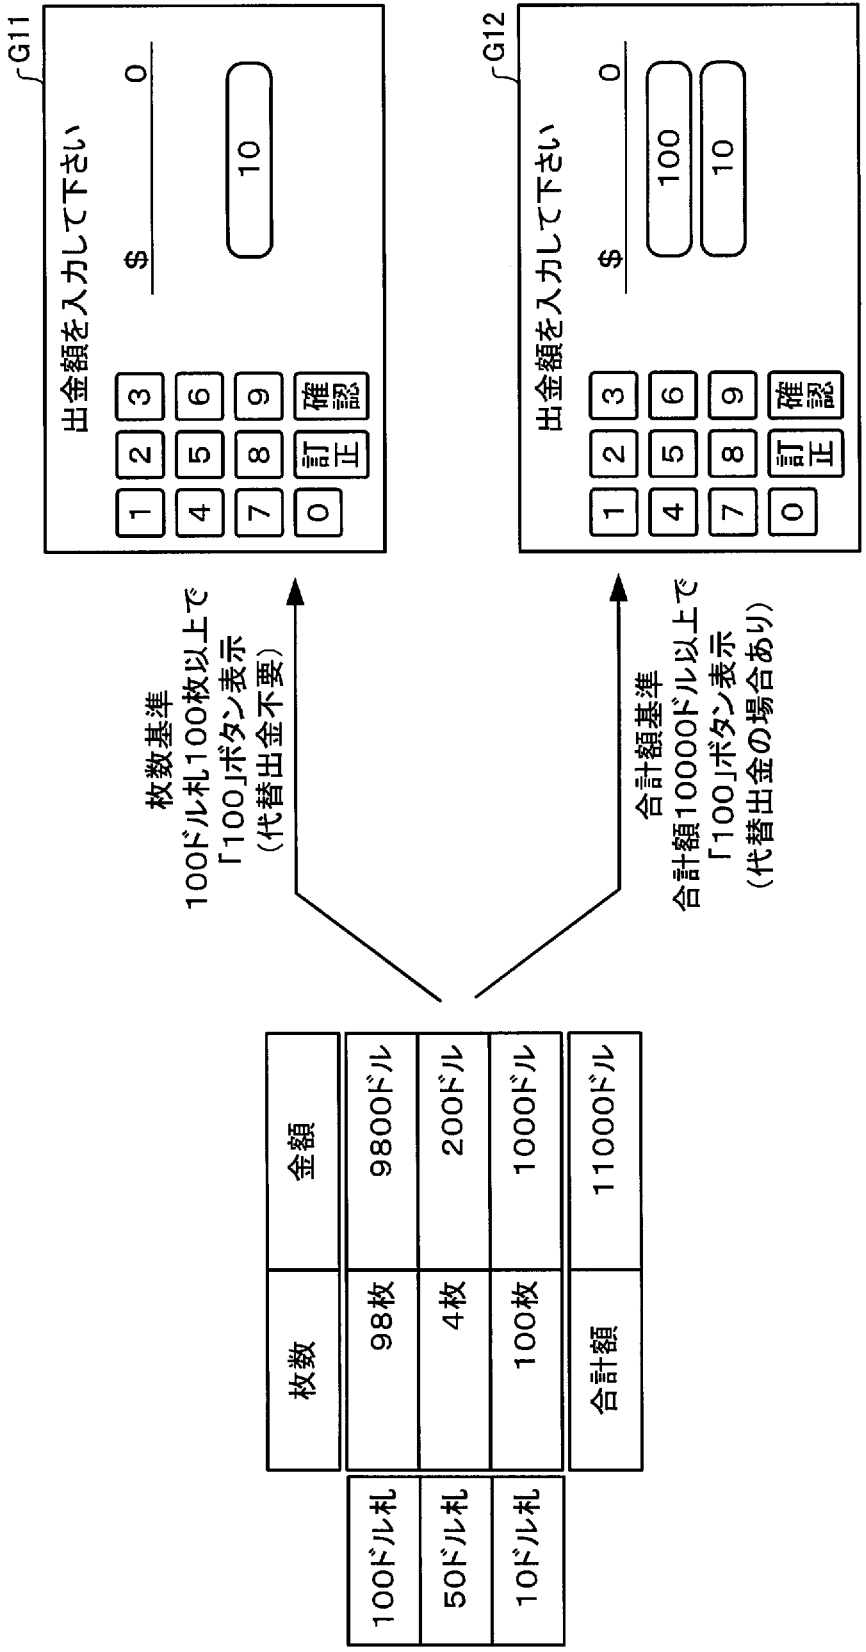 枚数 金額
100ドル札 98枚 9800ドル
50ドル札 4枚 200ドル
10ドル札 100枚 1000ドル
合計額 11000ドル
枚数基準
100ドル札100枚以上で
「100」ボタン表示
(代替出金不要)
合計額基準
合計額10000ドル以上で
「100」ボタン表示
(代替出金の場合あり)
G11
出金額を入力して下さい
$ 0
1 2 3
4 5 6
7 8 9
0 訂正 確認
10
G12
出金額を入力して下さい
$ 0
1 2 3
4 5 6
7 8 9
0 訂正 確認
100
10